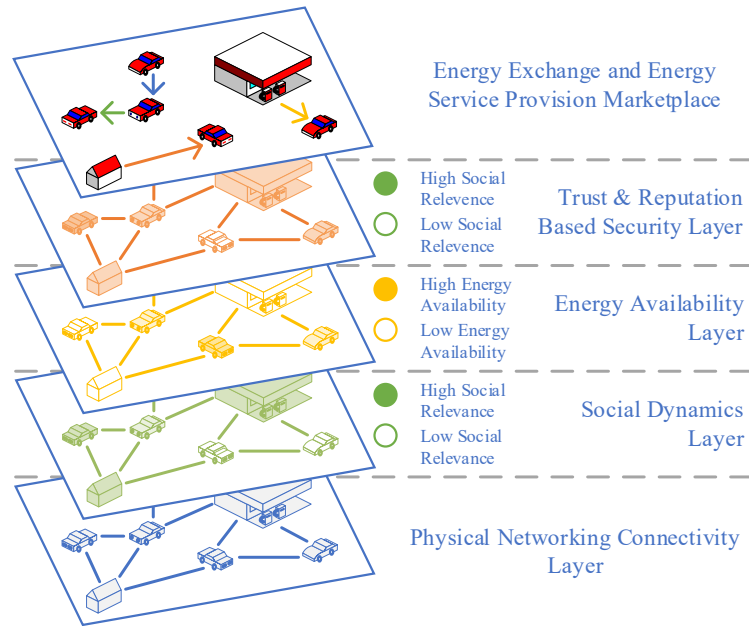 Energy Exchange and Energy
Service Provision Marketplace
High Social
Relevence
Low Social
Relevence
Trust & Reputation
Based Security Layer
High Energy
Availability
Low Energy
Availability
Energy Availability
Layer
High Social
Relevance
Low Social
Relevance
Social Dynamics
Layer
Physical Networking Connectivity
Layer